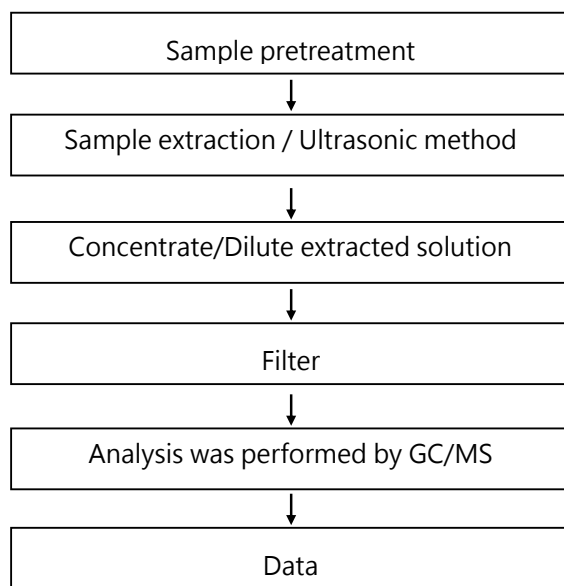 Sample pretreatment
Sample extraction / Ultrasonic method
Concentrate/Dilute extracted solution
Filter
Analysis was performed by GC/MS
Data